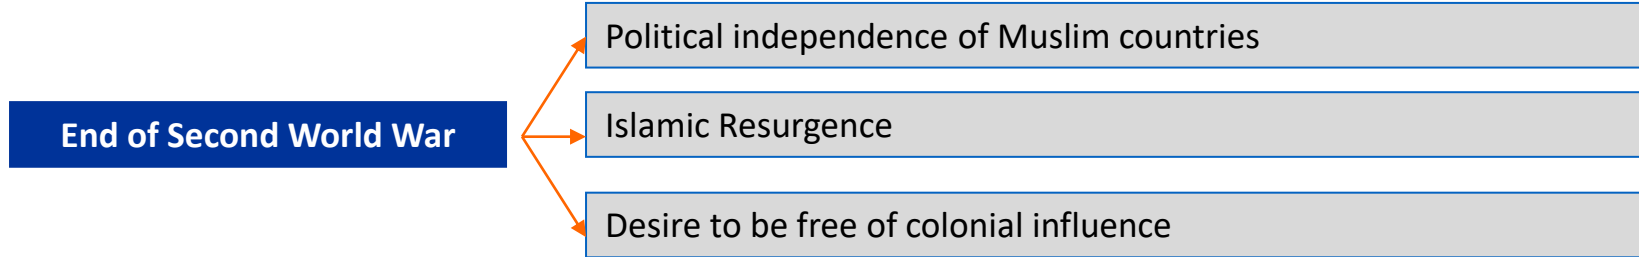 Political independence of Muslim countries
End of Second World War
Islamic Resurgence
Desire to be free of colonial influence